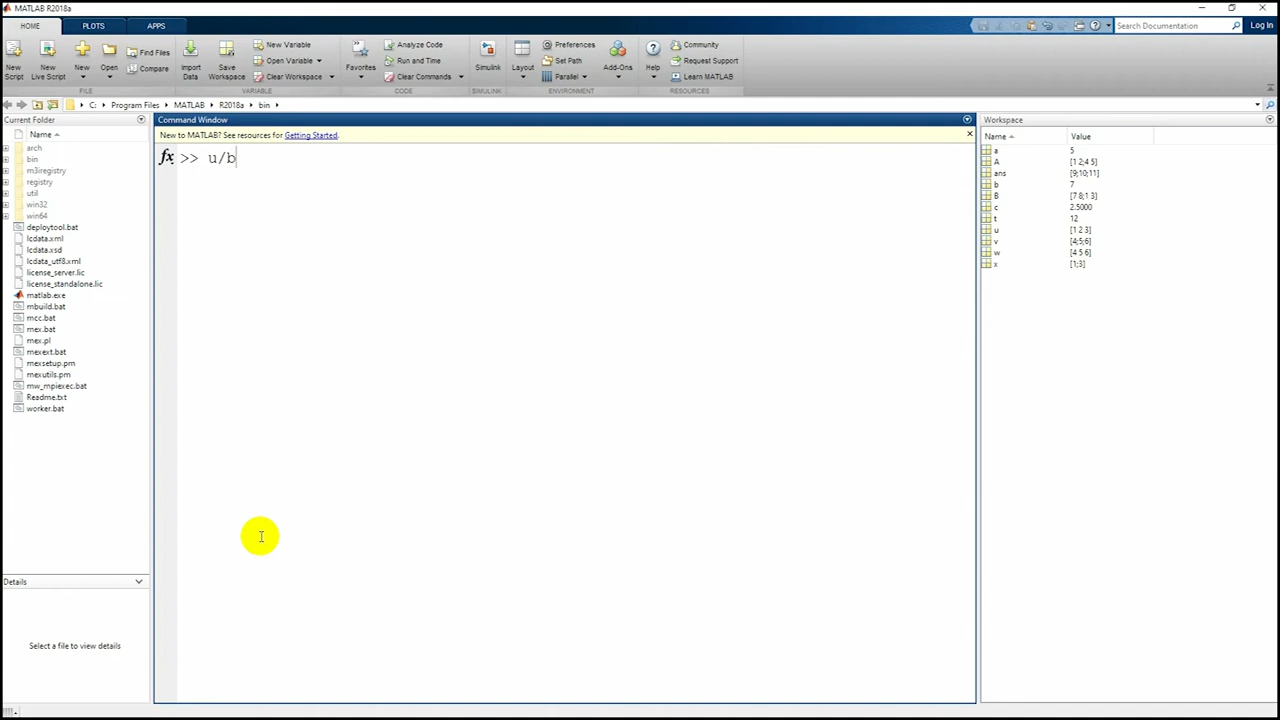 MATLAB R2018a
HOME PLOTS APPS
Search Documentation Log In
New Script
New Live Script
New
Open
Find Files
Compare
Import Data
Save Workspace
New Variable
Open Variable
Clear Workspace
Favorites
Analyze Code
Run and Time
Clear Commands
Simulink
Layout
Preferences
Set Path
Parallel
Add-Ons
Help
Community
Request Support
Learn MATLAB
FILE VARIABLE CODE SIMULINK ENVIRONMENT RESOURCES
C: Program Files MATLAB R2018a bin
Current Folder
Name
arch
bin
m3iregistry
registry
util
win32
win64
deploytool.bat
lcdata.xml
lcdata.xsd
lcdata_utf8.xml
license_server.lic
license_standalone.lic
matlab.exe
mbuild.bat
mcc.bat
mex.bat
mex.pl
mexext.bat
mexsetup.pm
mexutils.pm
mw_mpiexec.bat
Readme.txt
worker.bat
Details
Select a file to view details
Command Window
New to MATLAB? See resources for Getting Started.
fx >> u/b
Workspace
Name Value
a 5
A [1 2;4 5]
ans [9;10;11]
b 7
B [7 8;1 3]
c 2.5000
t 12
u [1 2 3]
v [4;5;6]
w [4 5 6]
x [1;3]